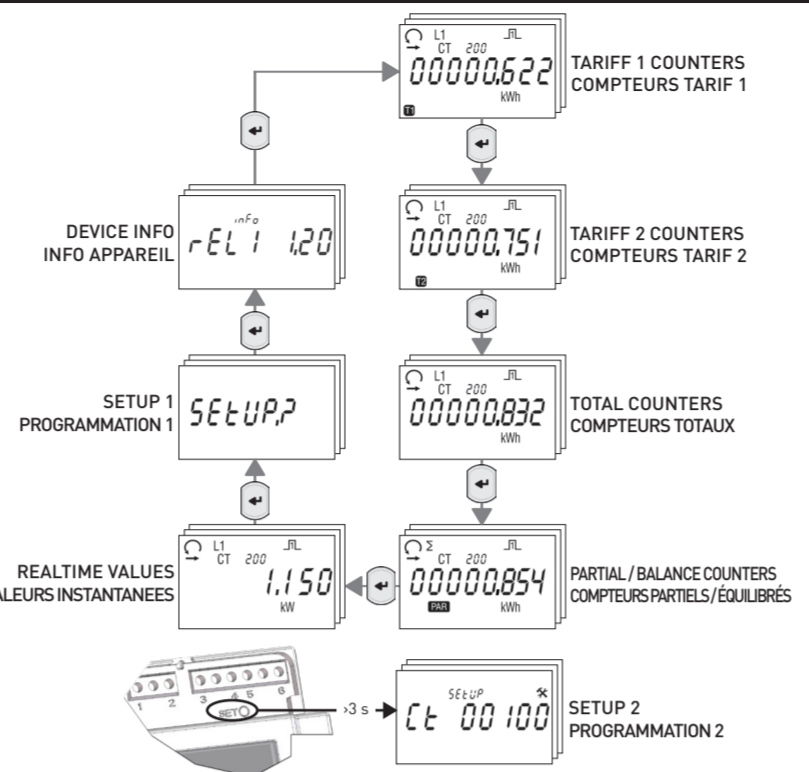 L1
CT 200
00000.622
kWh
T1
TARIFF 1 COUNTERS
COMPTEURS TARIF 1
DEVICE INFO
INFO APPAREIL
info
rEL 1 1.20
L1
CT 200
00000.751
kWh
T2
TARIFF 2 COUNTERS
COMPTEURS TARIF 2
SETUP 1
PROGRAMMATION 1
SEtUP.?
L1
CT 200
00000.832
kWh
TOTAL COUNTERS
COMPTEURS TOTAUX
REALTIME VALUES
ALEURS INSTANTANEES
L1
CT 200
1.150
kW
Σ
CT 200
00000.854
PAR kWh
PARTIAL / BALANCE COUNTERS
COMPTEURS PARTIELS / ÉQUILIBRÉS
1 2 3 4 5 6
SET
>3 s
SEtUP
Ct 00100
SETUP 2
PROGRAMMATION 2